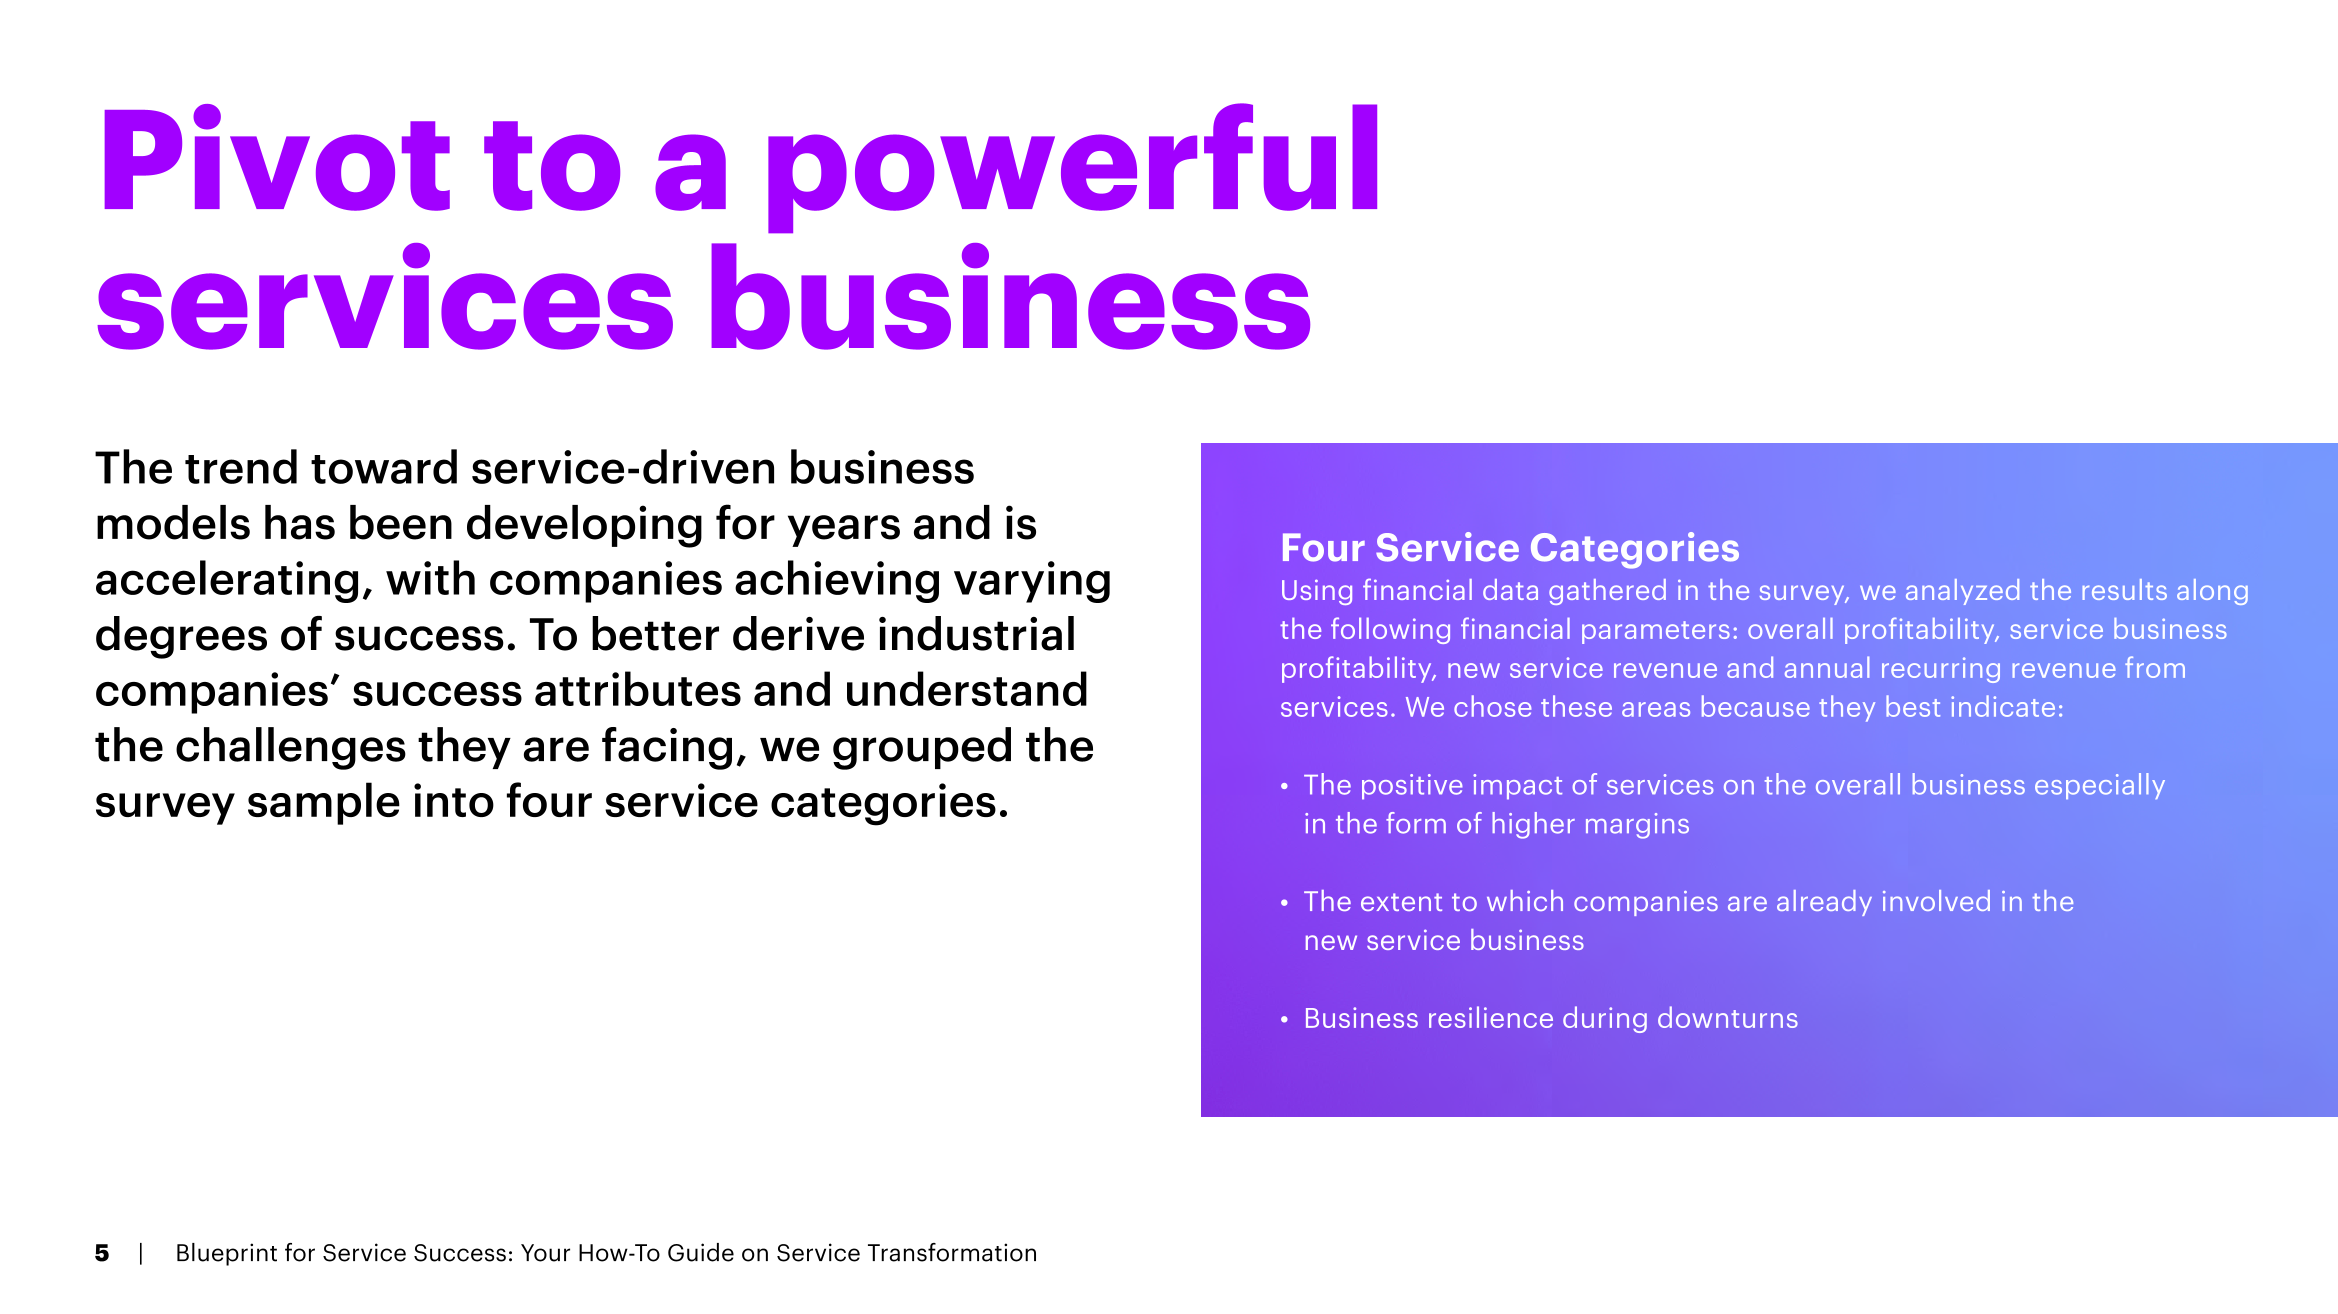 Pivot to a powerful
services business
The trend toward service-driven business
models has been developing for years and is
accelerating, with companies achieving varying
degrees of success. To better derive industrial
companies’ success attributes and understand
the challenges they are facing, we grouped the
survey sample into four service categories.
Four Service Categories
Using financial data gathered in the survey, we analyzed the results along
the following financial parameters: overall profitability, service business
profitability, new service revenue and annual recurring revenue from
services. We chose these areas because they best indicate:
• The positive impact of services on the overall business especially
in the form of higher margins
• The extent to which companies are already involved in the
new service business
• Business resilience during downturns
5 | Blueprint for Service Success: Your How-To Guide on Service Transformation